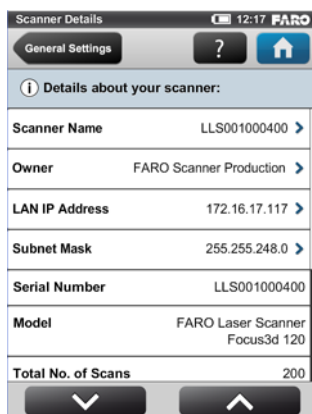 Scanner Details 12:17 FARO
General Settings ?
i Details about your scanner:
Scanner Name LLS001000400
Owner FARO Scanner Production
LAN IP Address 172.16.17.117
Subnet Mask 255.255.248.0
Serial Number LLS001000400
Model FARO Laser Scanner
Focus3d 120
Total No. of Scans 200